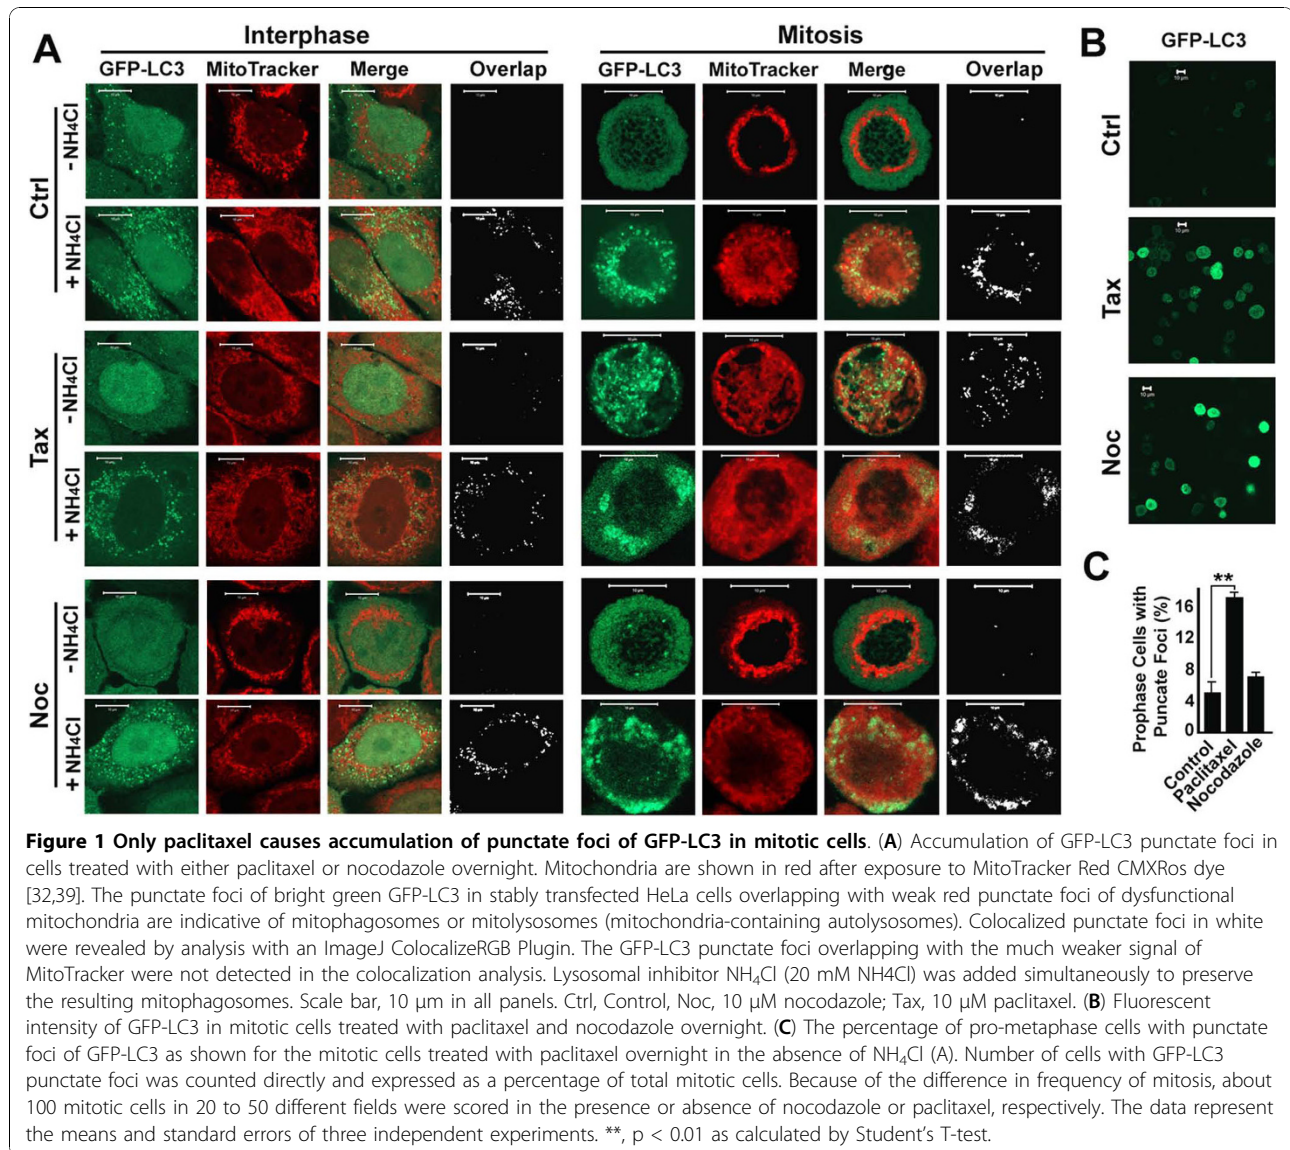 A
Interphase
Mitosis
GFP-LC3 MitoTracker Merge Overlap
GFP-LC3 MitoTracker Merge Overlap
Ctrl
- NH4Cl
+ NH4Cl
Tax
- NH4Cl
+ NH4Cl
Noc
- NH4Cl
+ NH4Cl
B
GFP-LC3
Ctrl
10 µm
Tax
10 µm
Noc
10 µm
C
**
Prophase Cells with
Puncate Foci (%)
16
12
8
4
0
Control
Paclitaxel
Nocodazole
Figure 1 Only paclitaxel causes accumulation of punctate foci of GFP-LC3 in mitotic cells. (A) Accumulation of GFP-LC3 punctate foci in
cells treated with either paclitaxel or nocodazole overnight. Mitochondria are shown in red after exposure to MitoTracker Red CMXRos dye
[32,39]. The punctate foci of bright green GFP-LC3 in stably transfected HeLa cells overlapping with weak red punctate foci of dysfunctional
mitochondria are indicative of mitophagosomes or mitolysosomes (mitochondria-containing autolysosomes). Colocalized punctate foci in white
were revealed by analysis with an ImageJ ColocalizeRGB Plugin. The GFP-LC3 punctate foci overlapping with the much weaker signal of
MitoTracker were not detected in the colocalization analysis. Lysosomal inhibitor NH4Cl (20 mM NH4Cl) was added simultaneously to preserve
the resulting mitophagosomes. Scale bar, 10 μm in all panels. Ctrl, Control, Noc, 10 μM nocodazole; Tax, 10 μM paclitaxel. (B) Fluorescent
intensity of GFP-LC3 in mitotic cells treated with paclitaxel and nocodazole overnight. (C) The percentage of pro-metaphase cells with punctate
foci of GFP-LC3 as shown for the mitotic cells treated with paclitaxel overnight in the absence of NH4Cl (A). Number of cells with GFP-LC3
punctate foci was counted directly and expressed as a percentage of total mitotic cells. Because of the difference in frequency of mitosis, about
100 mitotic cells in 20 to 50 different fields were scored in the presence or absence of nocodazole or paclitaxel, respectively. The data represent
the means and standard errors of three independent experiments. **, p < 0.01 as calculated by Student's T-test.